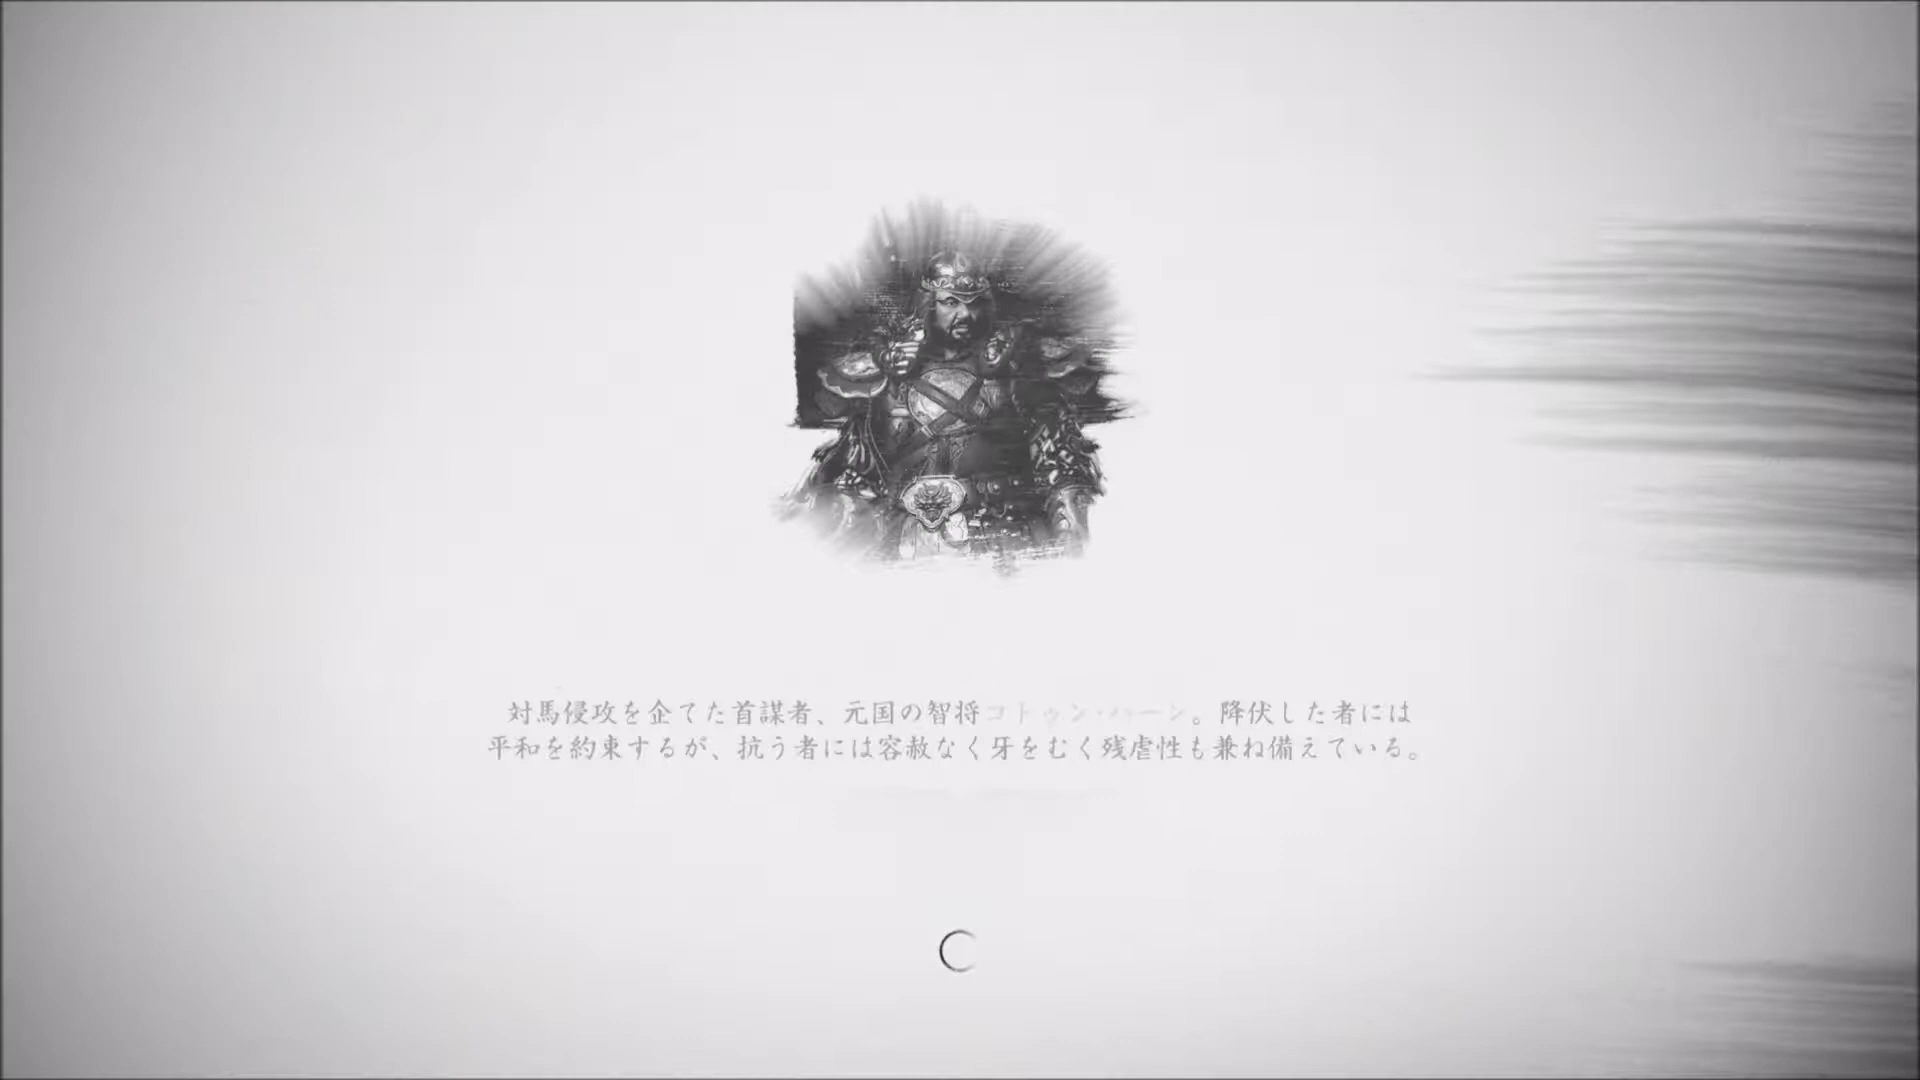 対馬侵攻を企てた首謀者、元国の智将コトゥン・ハーン。降伏した者には
平和を約束するが、抗う者には容赦なく牙をむく残虐性も兼ね備えている。